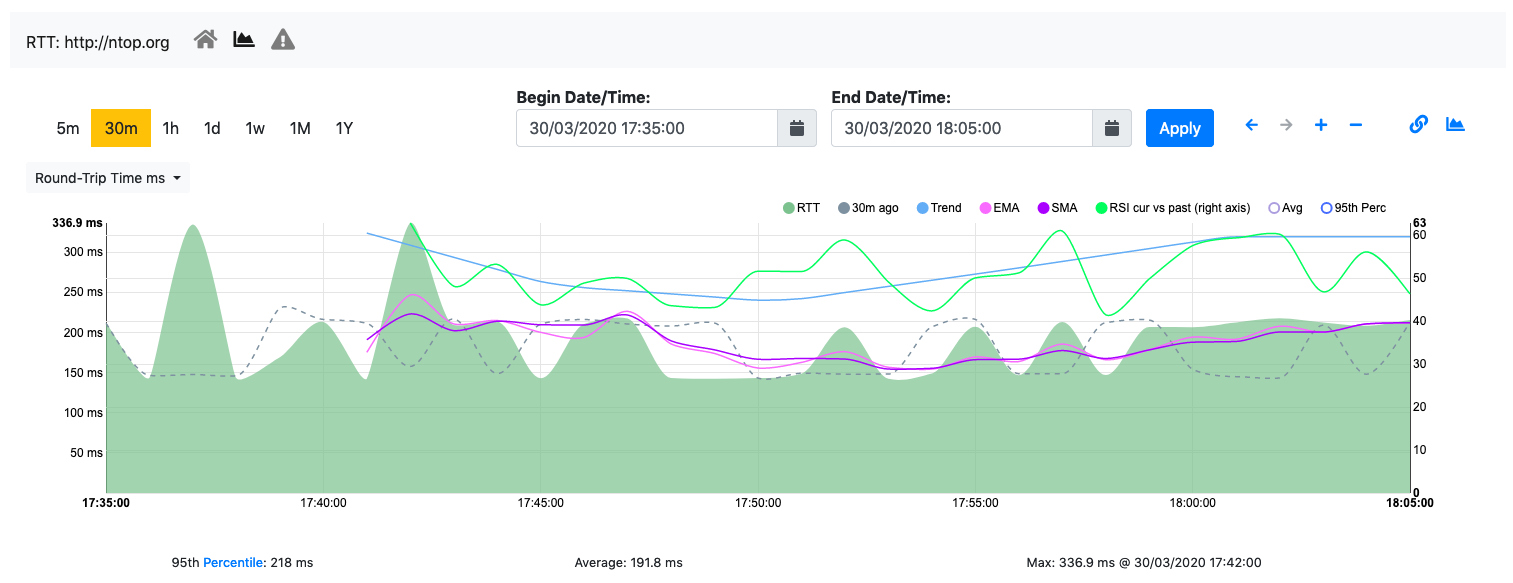 RTT: http://ntop.org
5m 30m 1h 1d 1w 1M 1Y
Begin Date/Time:
30/03/2020 17:35:00
End Date/Time:
30/03/2020 18:05:00
Apply
Round-Trip Time ms
RTT 30m ago Trend EMA SMA RSI cur vs past (right axis) Avg 95th Perc
336.9 ms
300 ms
250 ms
200 ms
150 ms
100 ms
50 ms
63
60
50
40
30
20
10
0
17:35:00 17:40:00 17:45:00 17:50:00 17:55:00 18:00:00 18:05:00
95th Percentile: 218 ms Average: 191.8 ms Max: 336.9 ms @ 30/03/2020 17:42:00